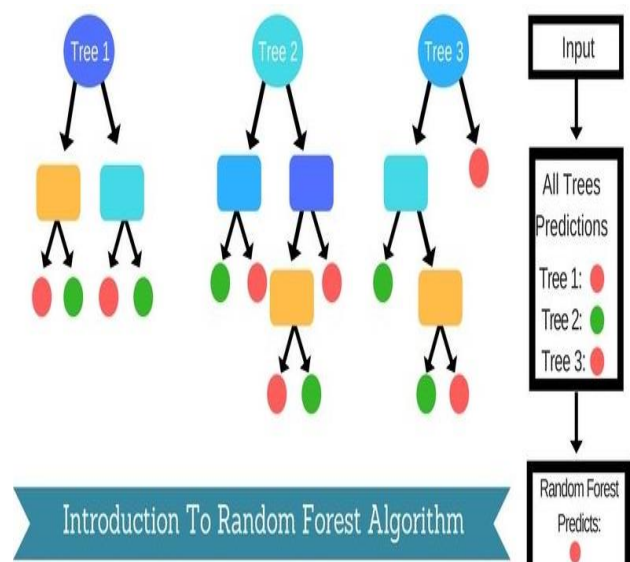 Tree 1
Tree 2
Tree 3
Input
All Trees
Predictions
Tree 1:
Tree 2:
Tree 3:
Random Forest
Predicts:
Introduction To Random Forest Algorithm